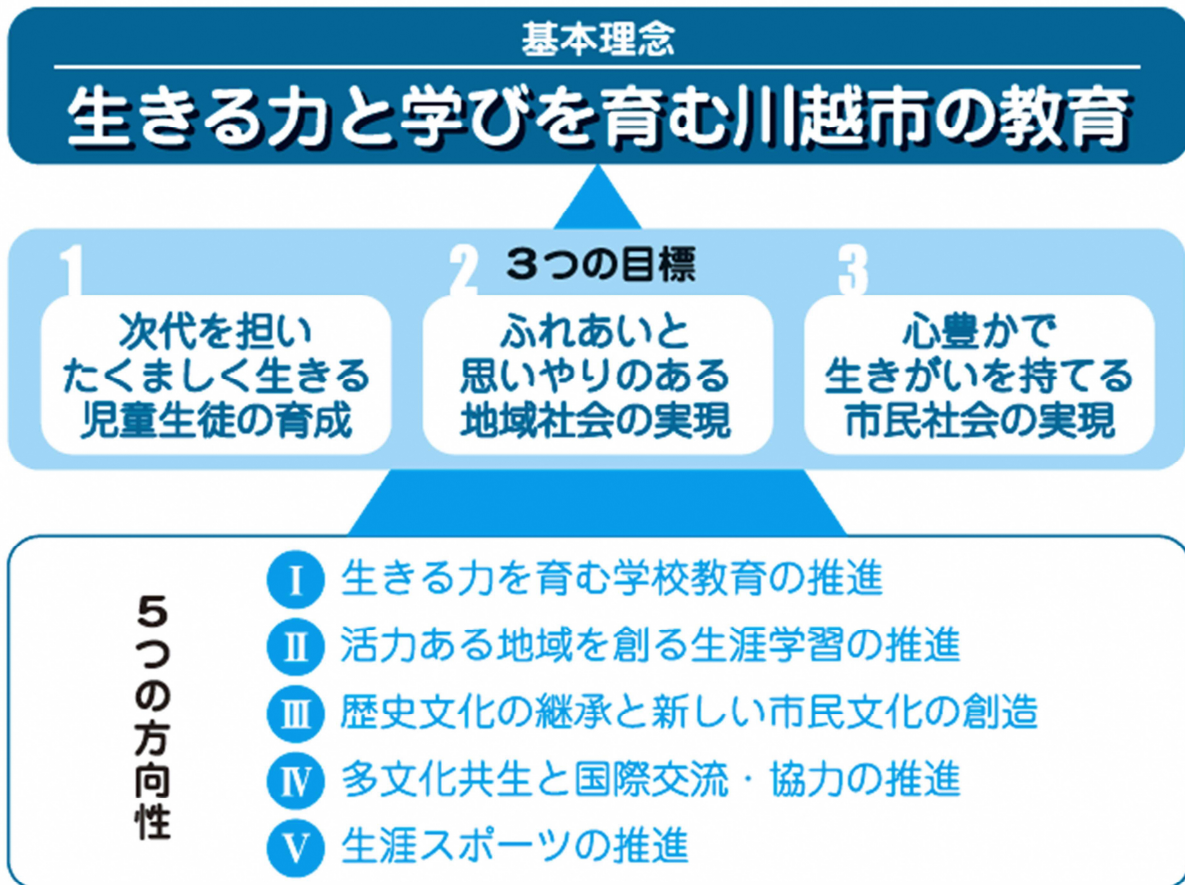 基本理念
生きる力と学びを育む川越市の教育
3つの目標
1
次代を担い
たくましく生きる
児童生徒の育成
2
ふれあいと
思いやりのある
地域社会の実現
3
心豊かで
生きがいを持てる
市民社会の実現
5つの方向性
Ⅰ 生きる力を育む学校教育の推進
Ⅱ 活力ある地域を創る生涯学習の推進
Ⅲ 歴史文化の継承と新しい市民文化の創造
Ⅳ 多文化共生と国際交流・協力の推進
Ⅴ 生涯スポーツの推進